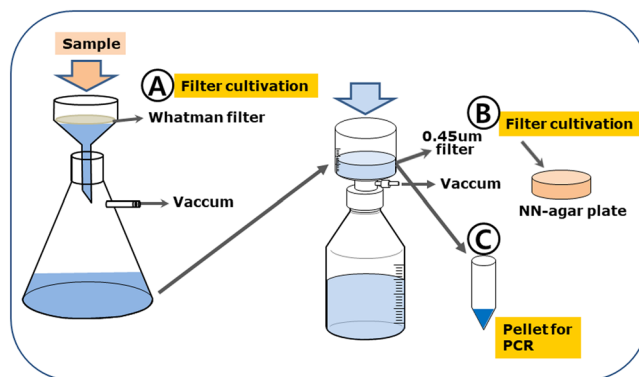 Sample
A
Filter cultivation
Whatman filter
Vaccum
0.45um
filter
Vaccum
B
Filter cultivation
NN-agar plate
C
Pellet for
PCR